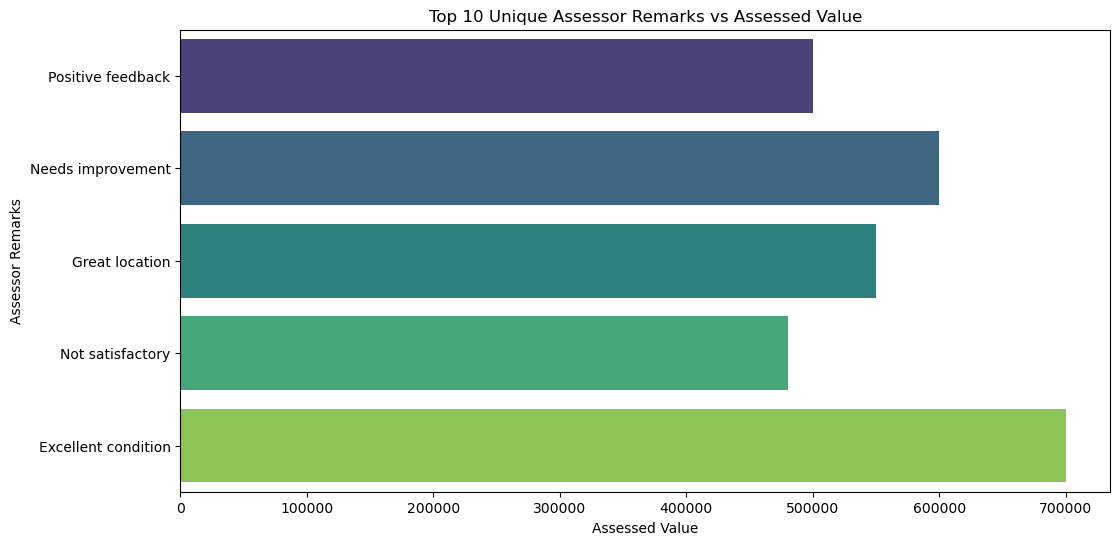 Top 10 Unique Assessor Remarks vs Assessed Value
Assessor Remarks
Positive feedback
Needs improvement
Great location
Not satisfactory
Excellent condition
0 100000 200000 300000 400000 500000 600000 700000
Assessed Value